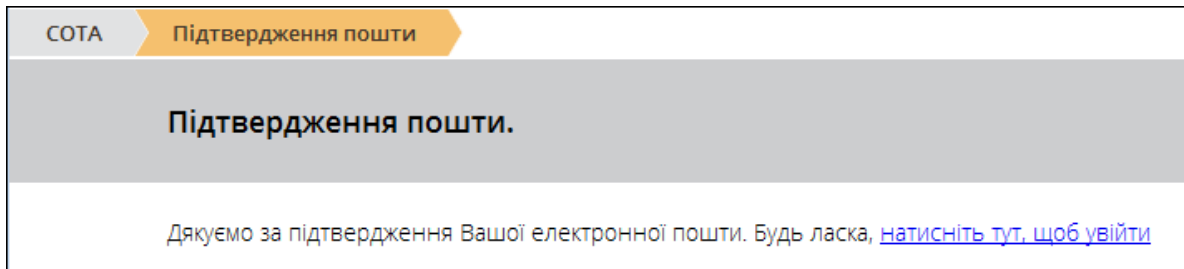 СОТА Підтвердження пошти
Підтвердження пошти.
Дякуємо за підтвердження Вашої електронної пошти. Будь ласка, натисніть тут, щоб увійти